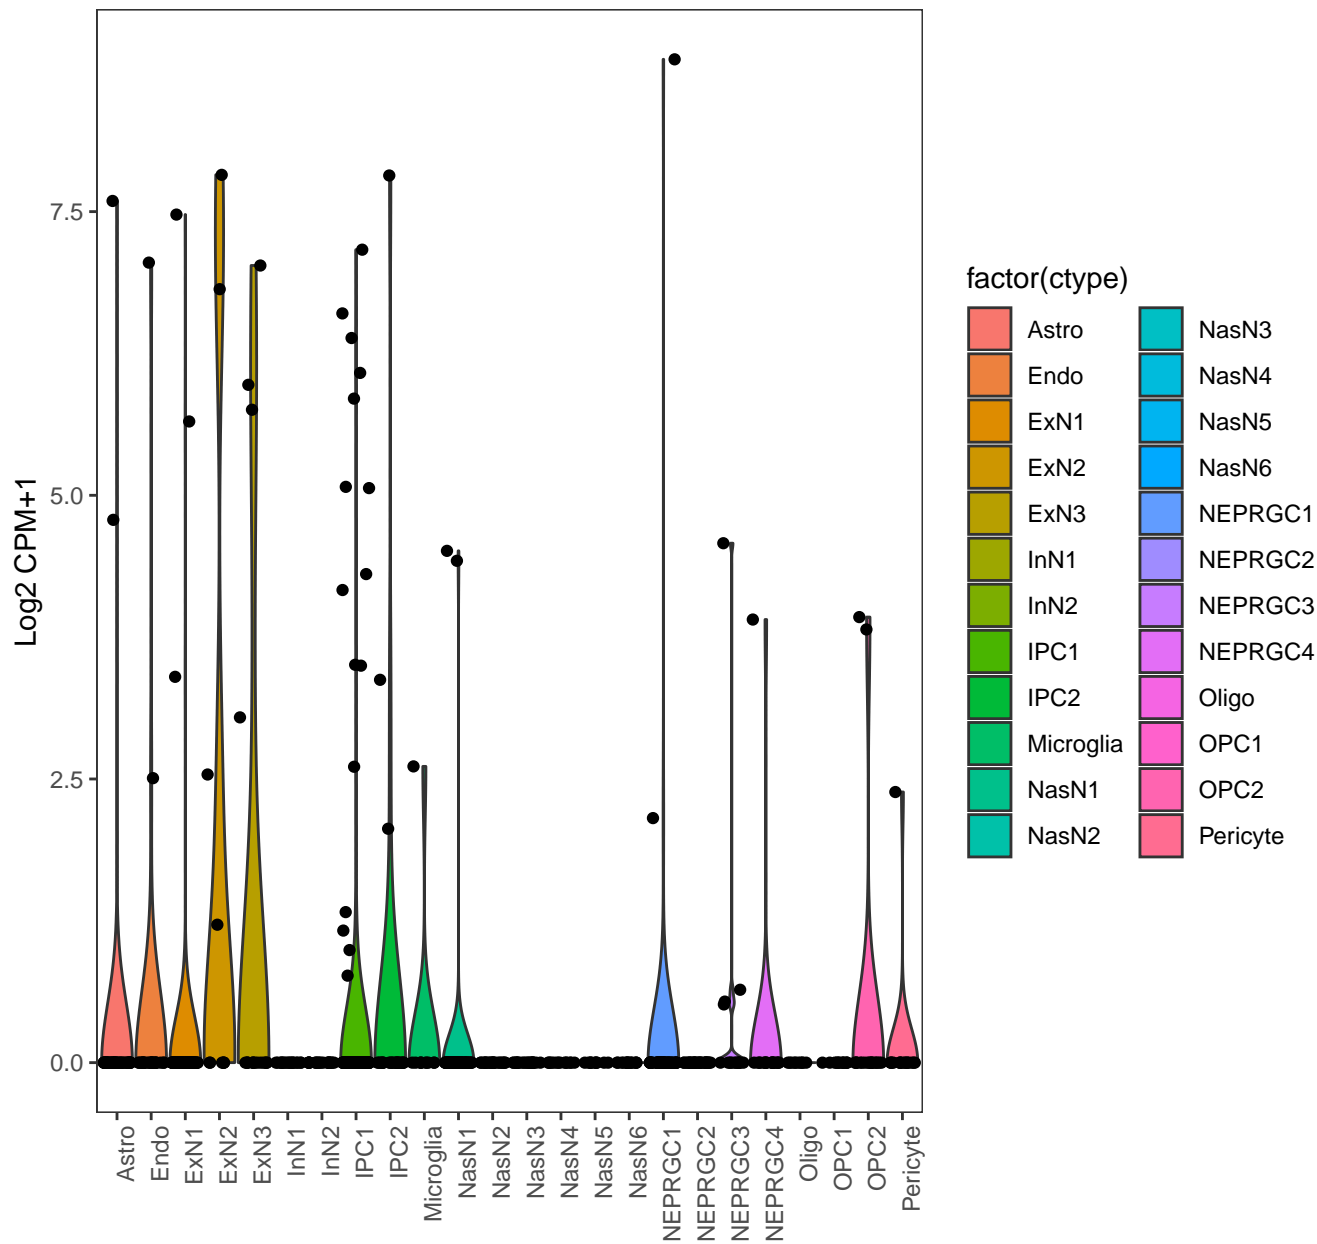 Log2 CPM+1
7.5
5.0
2.5
0.0
Astro
Endo
ExN1
ExN2
ExN3
InN1
InN2
IPC1
IPC2
Microglia
NasN1
NasN2
NasN3
NasN4
NasN5
NasN6
NEPRGC1
NEPRGC2
NEPRGC3
NEPRGC4
Oligo
OPC1
OPC2
Pericyte
factor(ctype)
Astro
Endo
ExN1
ExN2
ExN3
InN1
InN2
IPC1
IPC2
Microglia
NasN1
NasN2
NasN3
NasN4
NasN5
NasN6
NEPRGC1
NEPRGC2
NEPRGC3
NEPRGC4
Oligo
OPC1
OPC2
Pericyte